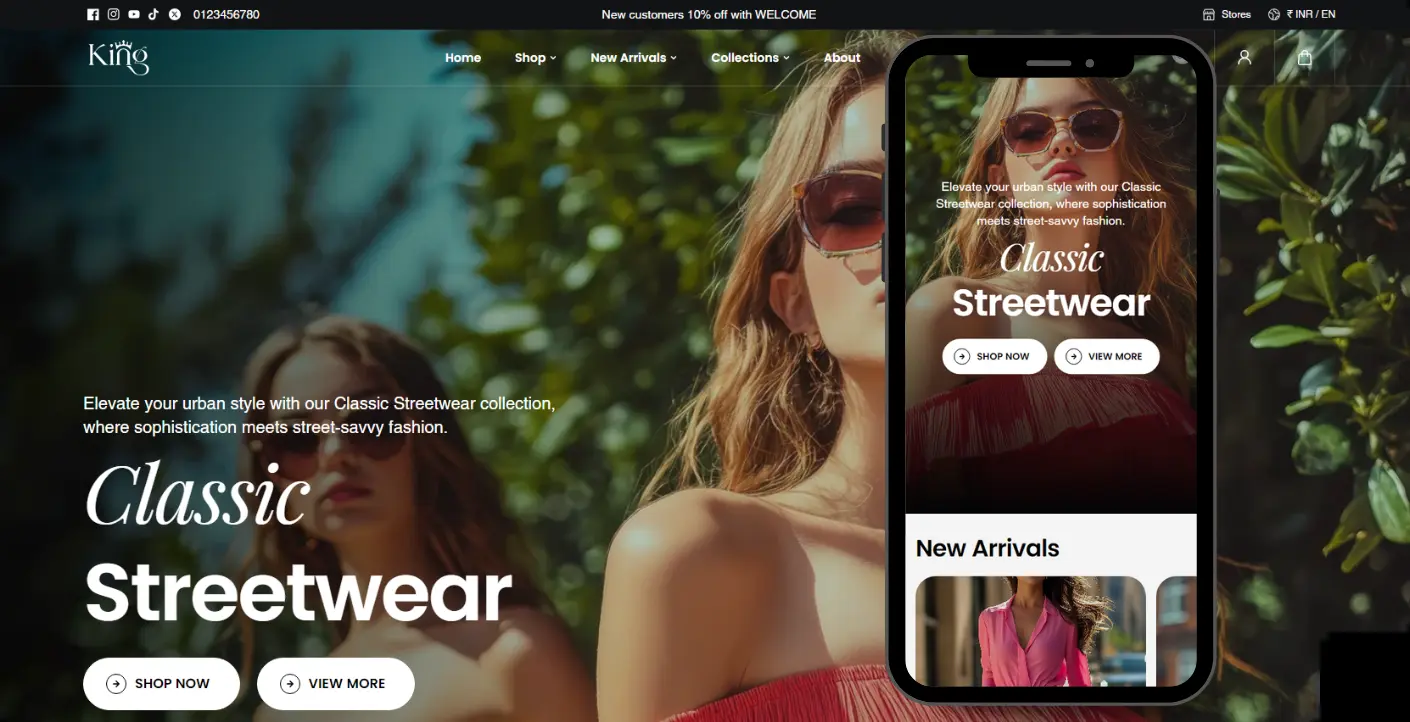 0123456780
New customers 10% off with WELCOME
Stores
₹ INR / EN
King
Home
Shop
New Arrivals
Collections
About
Elevate your urban style with our Classic Streetwear collection,
where sophistication meets street-savvy fashion.
Classic
Streetwear
SHOP NOW
VIEW MORE
Elevate your urban style with our Classic
Streetwear collection, where sophistication
meets street-savvy fashion.
Classic
Streetwear
SHOP NOW
VIEW MORE
New Arrivals